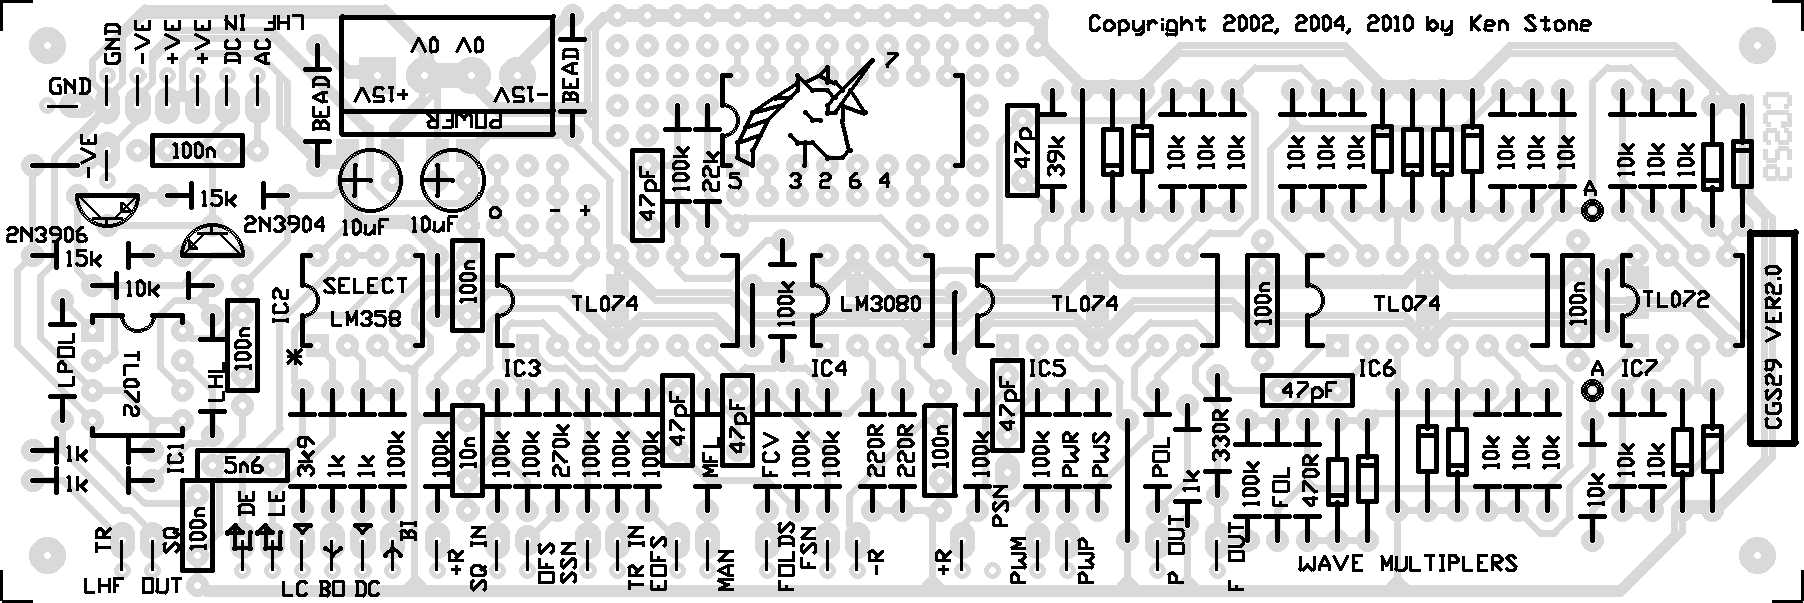 Copyright 2002, 2004, 2010 by Ken Stone
LHF
GND
-VE
+VE
+VE
DC IN
AC
GND
-VE
BEAD
0V 0V
+15V
-15V
POWER
BEAD
7
100n
100k
22k
47pF
5
3 2 6 4
47p
39k
10k
10k
10k
10k
10k
10k
10k
10k
10k
10k
10k
10k
CGS29
15k
10uF
10uF
o - +
A
2N3906
2N3904
15k
10k
IC2
SELECT
LM358
*
100n
TL074
100k
LM3080
TL074
100n
TL074
100n
TL072
CGS29 VER2.0
LPOL
TL072
LHL
100n
IC3
IC4
IC5
IC6
IC7
A
47pF
1k
1k
IC1
5n6
100n
3k9
1k
1k
100k
100k
10n
100k
100k
270k
100k
100k
100k
47pF
MFL
47pF
FCV
100k
100k
220R
220R
100n
100k
47pF
PSN
100k
PWR
PWS
POL
1k
330R
100k
FOL
470R
10k
10k
10k
10k
10k
10k
10k
TR
SQ
DE
LE
BI
LHF OUT
LC BO DC
+R
SQ IN
OFS
SSN
TR IN
EOFS
MAN
FOLDS
FSN
-R
+R
PWM
PWP
P OUT
F OUT
WAVE MULTIPLERS